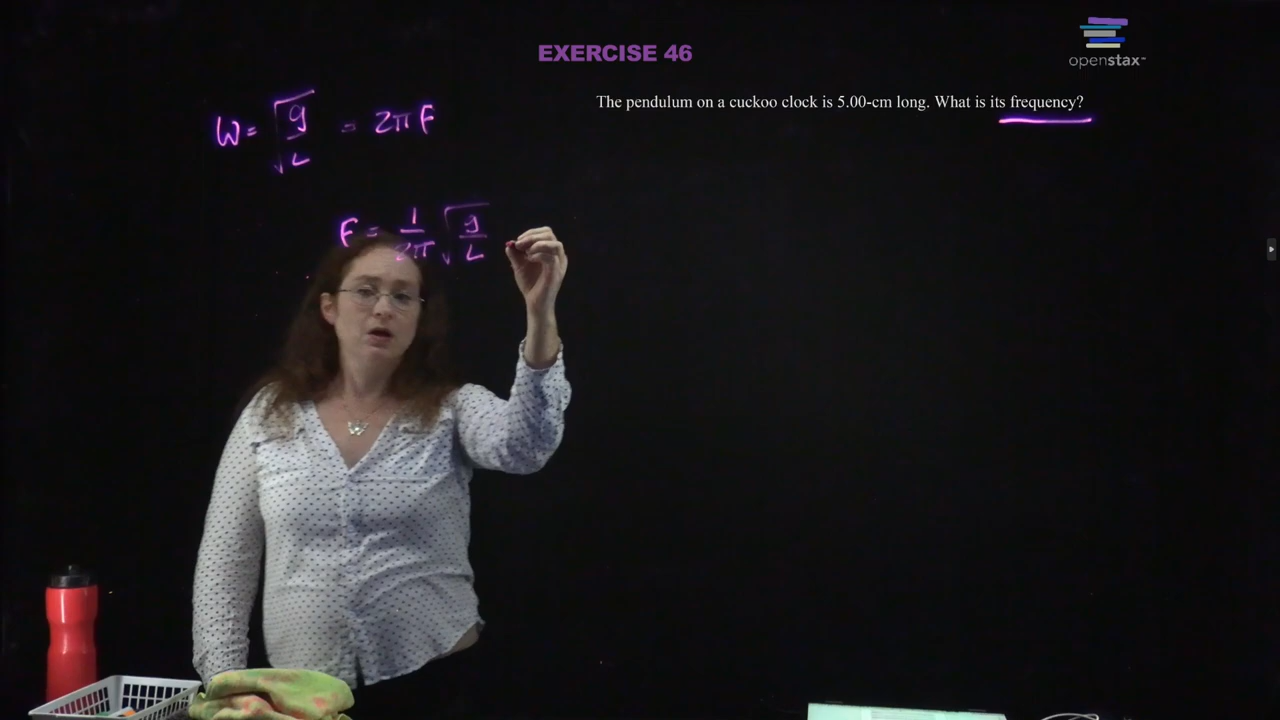 EXERCISE 46
openstax™
The pendulum on a cuckoo clock is 5.00-cm long. What is its frequency?
ω = √g/L = 2πF
F = 1/2π √g/L